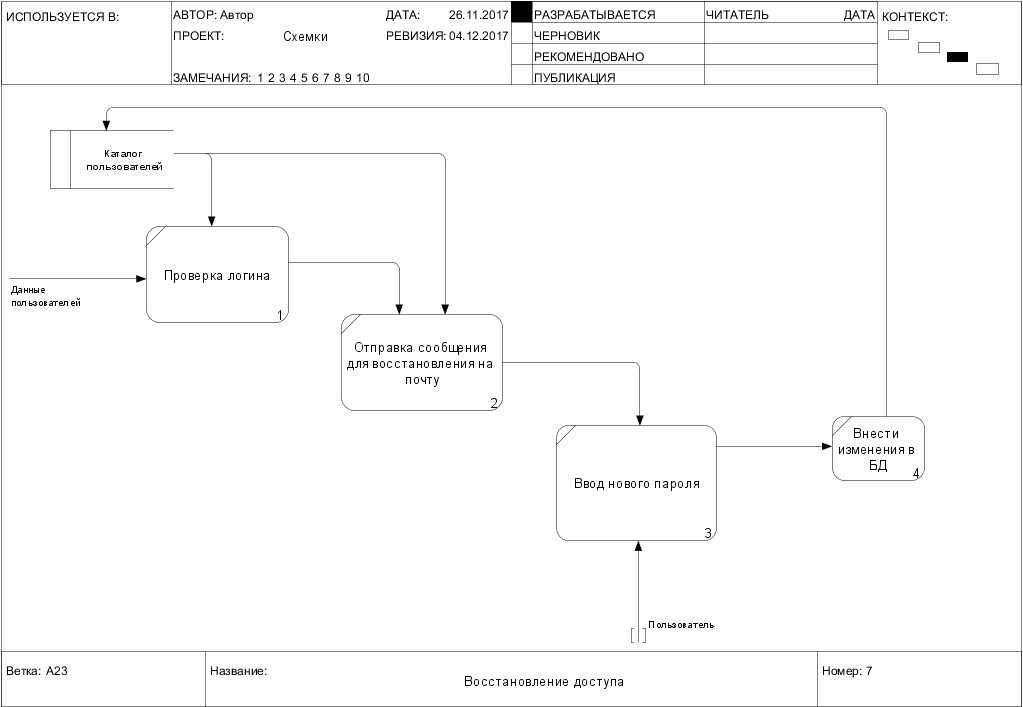 ИСПОЛЬЗУЕТСЯ В:
АВТОР: Автор
ДАТА: 26.11.2017
РАЗРАБАТЫВАЕТСЯ
ЧИТАТЕЛЬ
ДАТА
КОНТЕКСТ:
ПРОЕКТ: Схемки
РЕВИЗИЯ: 04.12.2017
ЧЕРНОВИК
РЕКОМЕНДОВАНО
ЗАМЕЧАНИЯ: 1 2 3 4 5 6 7 8 9 10
ПУБЛИКАЦИЯ
Каталог
пользователей
Проверка логина
1
Данные
пользователей
Отправка сообщения
для восстановления на
почту
2
Ввод нового пароля
3
Внести
изменения в
БД
4
Пользователь
Ветка: A23
Название:
Восстановление доступа
Номер: 7